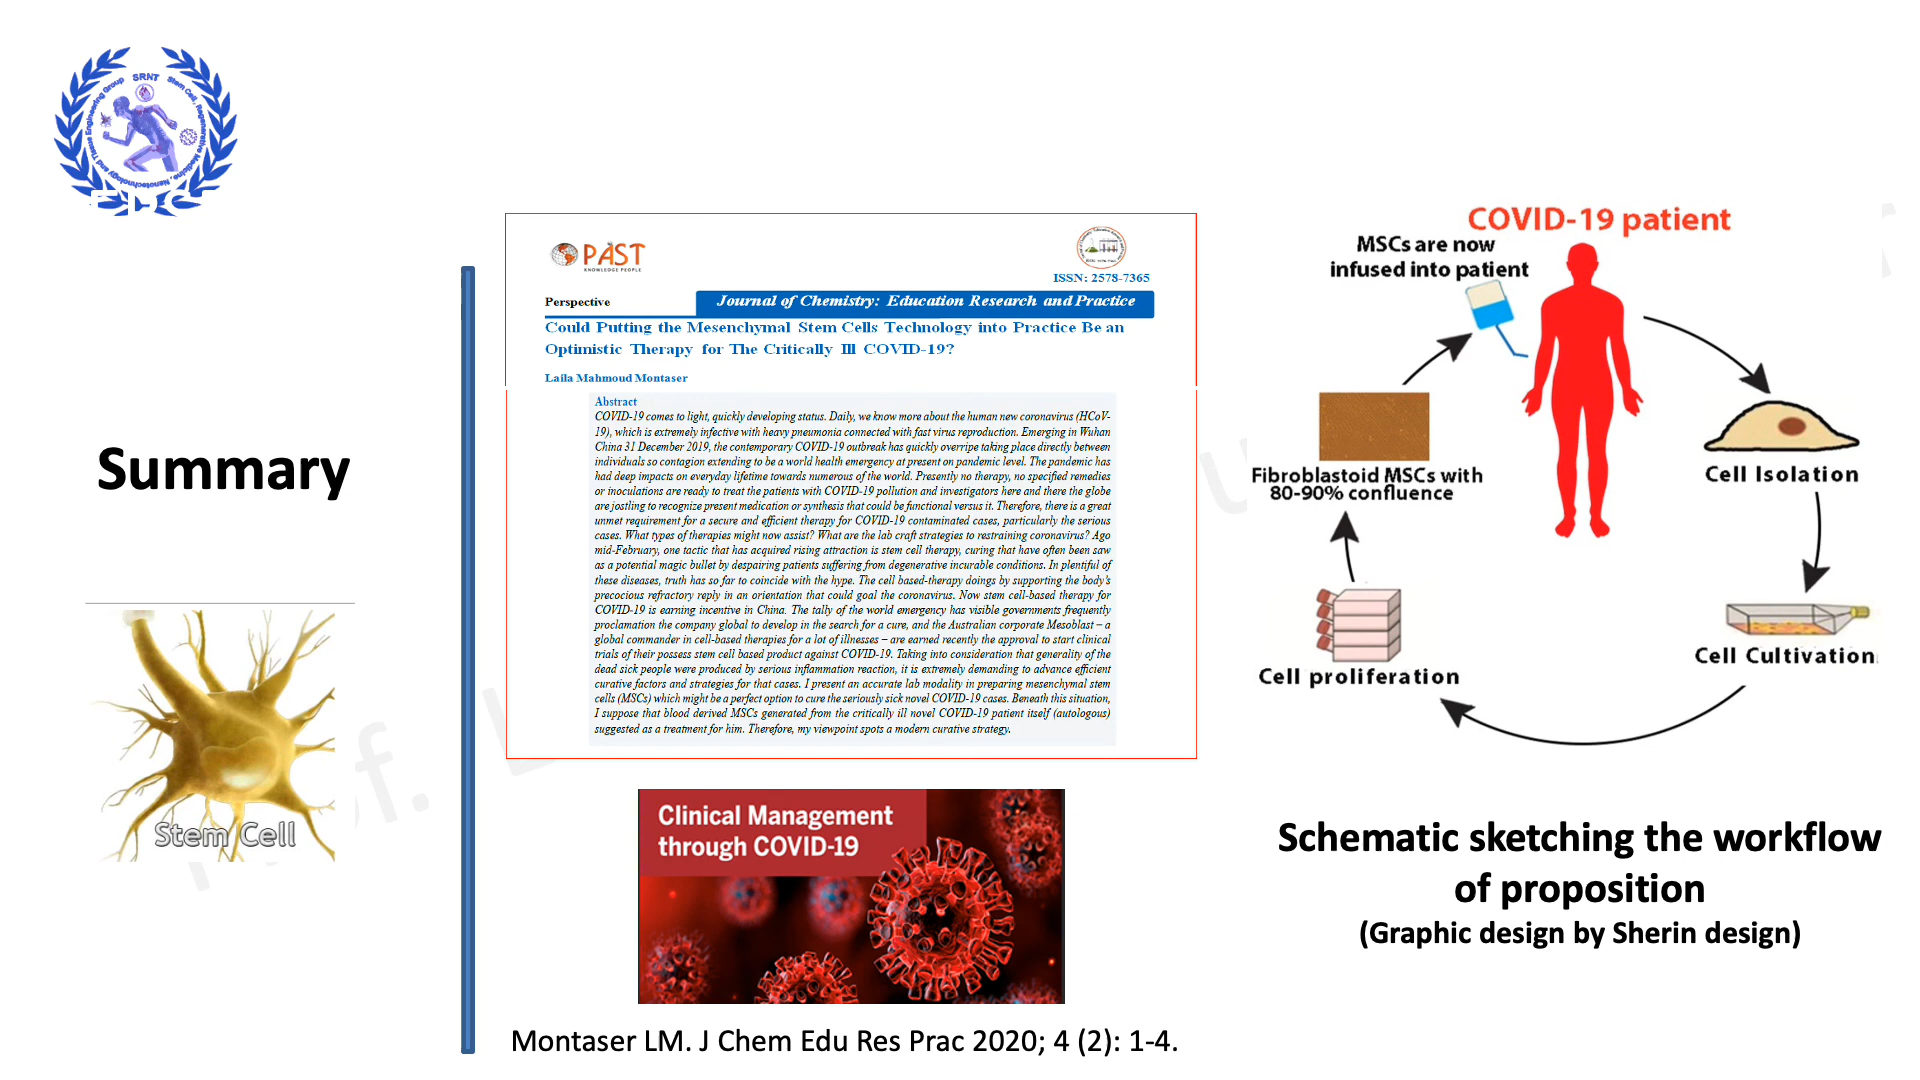 SRNT
Stem Cell, Regenerative Medicine, Nanotechnology and Tissue Engineering Group
Summary
Stem Cell
PAST
KNOWLEDGE PEOPLE
ISSN: 2578-7365
Perspective
Journal of Chemistry: Education Research and Practice
Could Putting the Mesenchymal Stem Cells Technology into Practice Be an
Optimistic Therapy for The Critically Ill COVID-19?
Laila Mahmoud Montaser
Abstract
COVID-19 comes to light, quickly developing status. Daily, we know more about the human new coronavirus (HCoV-
19), which is extremely infective with heavy pneumonia connected with fast virus reproduction. Emerging in Wuhan
China 31 December 2019, the contemporary COVID-19 outbreak has quickly overripe taking place directly between
individuals so contagion extending to be a world health emergency at present on pandemic level. The pandemic has
had deep impacts on everyday lifetime towards numerous of the world. Presently no therapy, no specified remedies
or inoculations are ready to treat the patients with COVID-19 pollution and investigators here and there the globe
are jostling to recognize present medication or synthesis that could be functional versus it. Therefore, there is a great
unmet requirement for a secure and efficient therapy for COVID-19 contaminated cases, particularly the serious
cases. What types of therapies might now assist? What are the lab craft strategies to restraining coronavirus? Ago
mid-February, one tactic that has acquired rising attraction is stem cell therapy, curing that have often been saw
as a potential magic bullet by despairing patients suffering from degenerative incurable conditions. In plentiful of
these diseases, truth has so far to coincide with the hype. The cell based-therapy doings by supporting the body's
precocious refractory reply in an orientation that could goal the coronavirus. Now stem cell-based therapy for
COVID-19 is earning incentive in China. The tally of the world emergency has visible governments frequently
proclamation the company global to develop in the search for a cure, and the Australian corporate Mesoblast – a
global commander in cell-based therapies for a lot of illnesses – are earned recently the approval to start clinical
trials of their possess stem cell based product against COVID-19. Taking into consideration that generality of the
dead sick people were produced by serious inflammation reaction, it is extremely demanding to advance efficient
curative factors and strategies for that cases. I present an accurate lab modality in preparing mesenchymal stem
cells (MSCs) which might be a perfect option to cure the seriously sick novel COVID-19 cases. Beneath this situation,
I suppose that blood derived MSCs generated from the critically ill novel COVID-19 patient itself (autologous)
suggested as a treatment for him. Therefore, my viewpoint spots a modern curative strategy.
Clinical Management
through COVID-19
Montaser LM. J Chem Edu Res Prac 2020; 4 (2): 1-4.
COVID-19 patient
MSCs are now
infused into patient
Fibroblastoid MSCs with
80-90% confluence
Cell Isolation
Cell Cultivation
Cell proliferation
Schematic sketching the workflow
of proposition
(Graphic design by Sherin design)